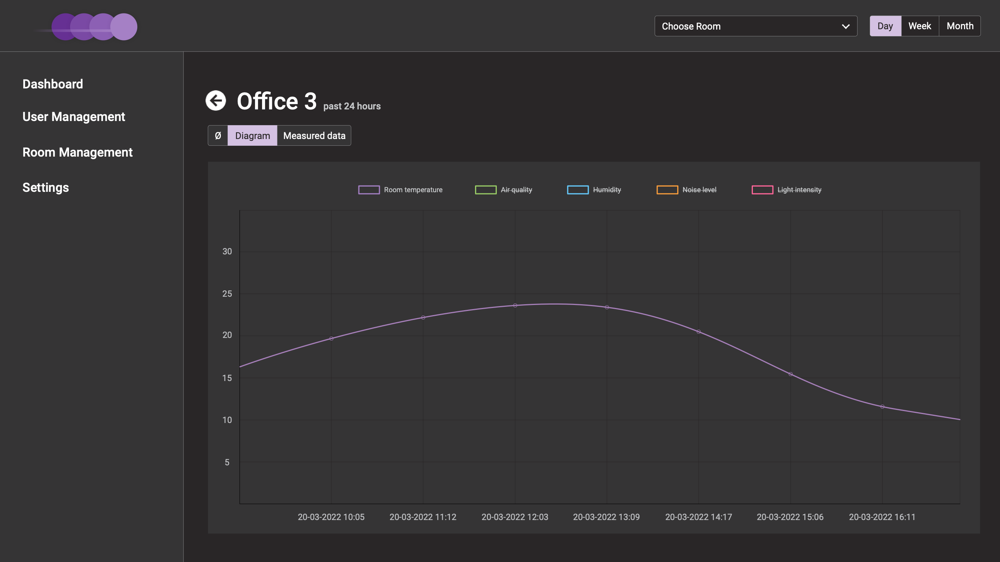 Choose Room
Day Week Month
Dashboard
User Management
Room Management
Settings
Office 3 past 24 hours
Ø Diagram Measured data
Room temperature Air quality Humidity Noise level Light intensity
30
25
20
15
10
5
20-03-2022 10:05 20-03-2022 11:12 20-03-2022 12:03 20-03-2022 13:09 20-03-2022 14:17 20-03-2022 15:06 20-03-2022 16:11